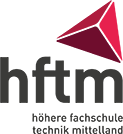 hftm
höhere fachschule
technik mittelland